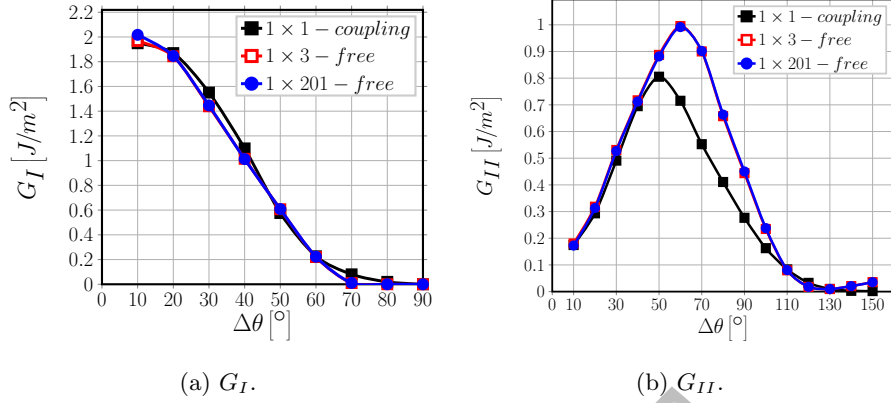 2.2
2
1.8
1.6
1.4
1.2
1
0.8
0.6
0.4
0.2
0
G_I [J/m^2]
1 × 1 − coupling
1 × 3 − free
1 × 201 − free
0 10 20 30 40 50 60 70 80 90
Δθ [°]
(a) G_I.
1
0.9
0.8
0.7
0.6
0.5
0.4
0.3
0.2
0.1
0
G_II [J/m^2]
1 × 1 − coupling
1 × 3 − free
1 × 201 − free
0 10 30 50 70 90 110 130 150
Δθ [°]
(b) G_II.